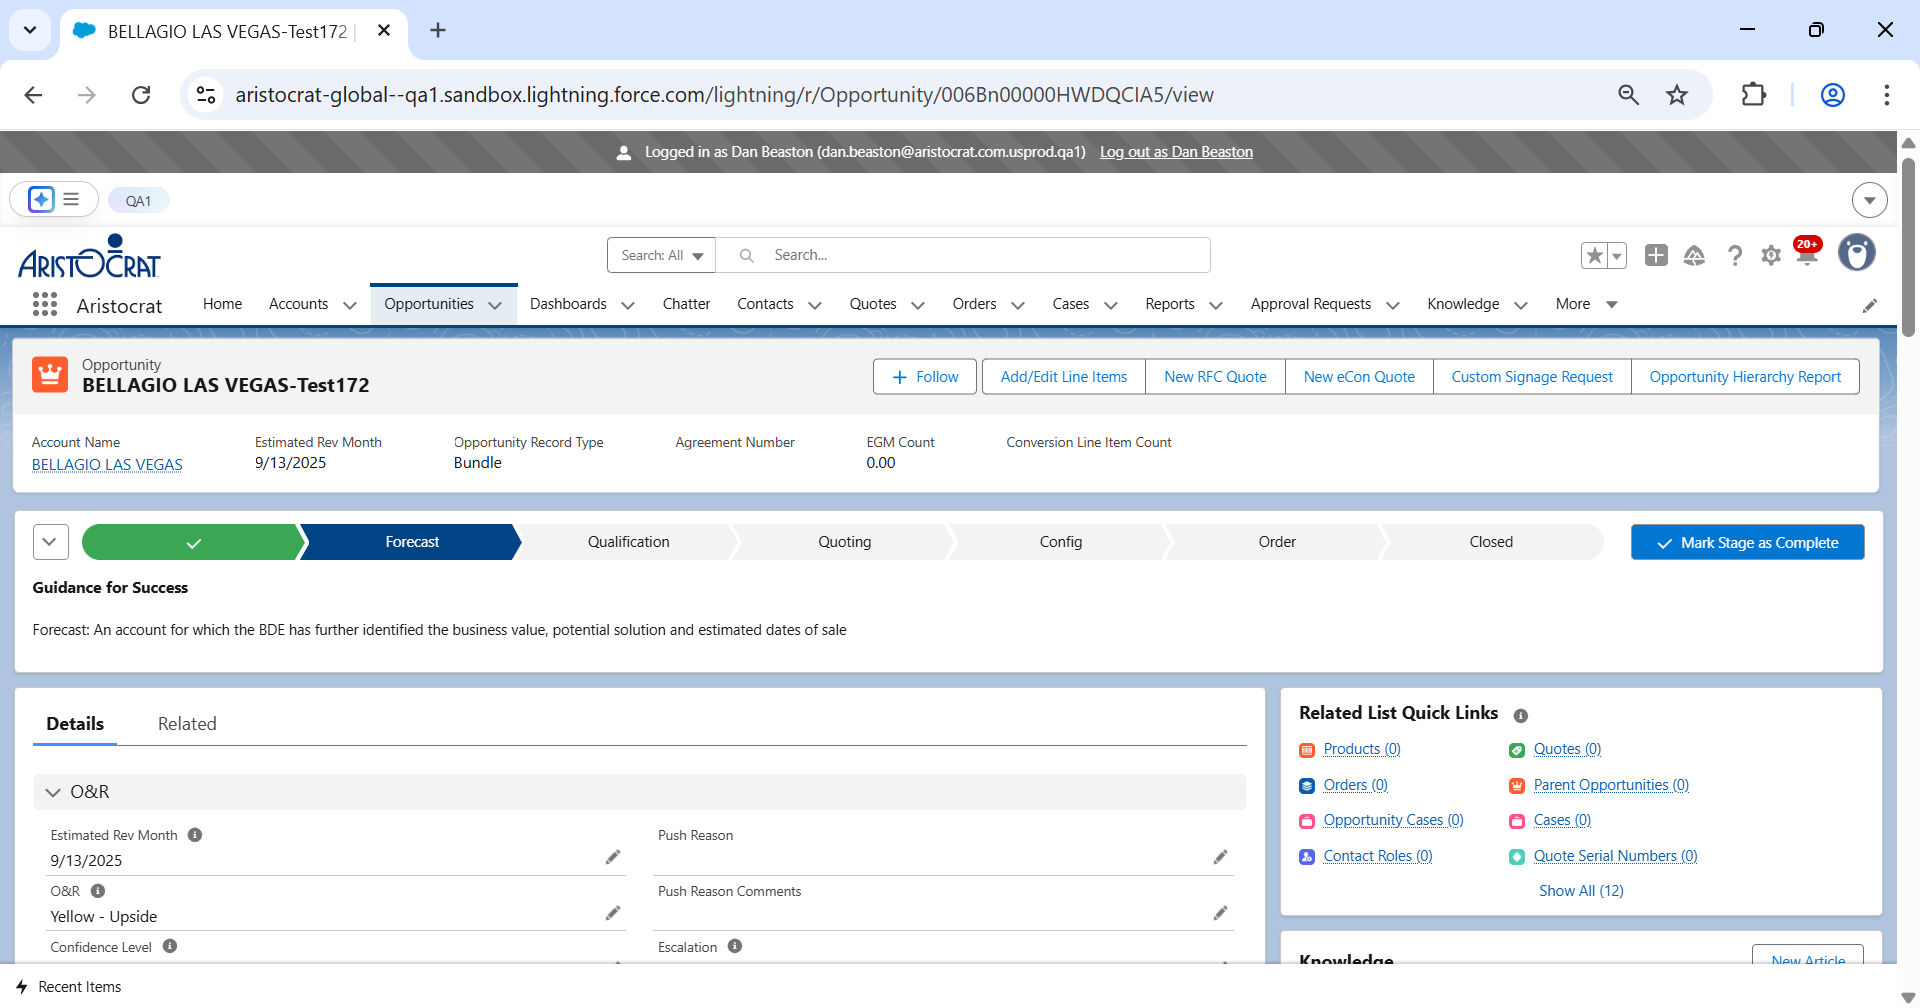 BELLAGIO LAS VEGAS-Test172 |
aristocrat-global--qa1.sandbox.lightning.force.com/lightning/r/Opportunity/006Bn00000HWDQCIA5/view
Logged in as Dan Beaston (dan.beaston@aristocrat.com.usprod.qa1) Log out as Dan Beaston
QA1
ARISTOCRAT
Search: All Search...
20+
Aristocrat Home Accounts Opportunities Dashboards Chatter Contacts Quotes Orders Cases Reports Approval Requests Knowledge More
Opportunity
BELLAGIO LAS VEGAS-Test172
Follow Add/Edit Line Items New RFC Quote New eCon Quote Custom Signage Request Opportunity Hierarchy Report
Account Name Estimated Rev Month Opportunity Record Type Agreement Number EGM Count Conversion Line Item Count
BELLAGIO LAS VEGAS 9/13/2025 Bundle 0.00
Forecast Qualification Quoting Config Order Closed Mark Stage as Complete
Guidance for Success
Forecast: An account for which the BDE has further identified the business value, potential solution and estimated dates of sale
Details Related
O&R
Estimated Rev Month Push Reason
9/13/2025
O&R Push Reason Comments
Yellow - Upside
Confidence Level Escalation
Related List Quick Links
Products (0) Quotes (0)
Orders (0) Parent Opportunities (0)
Opportunity Cases (0) Cases (0)
Contact Roles (0) Quote Serial Numbers (0)
Show All (12)
Knowledge New Article
Recent Items